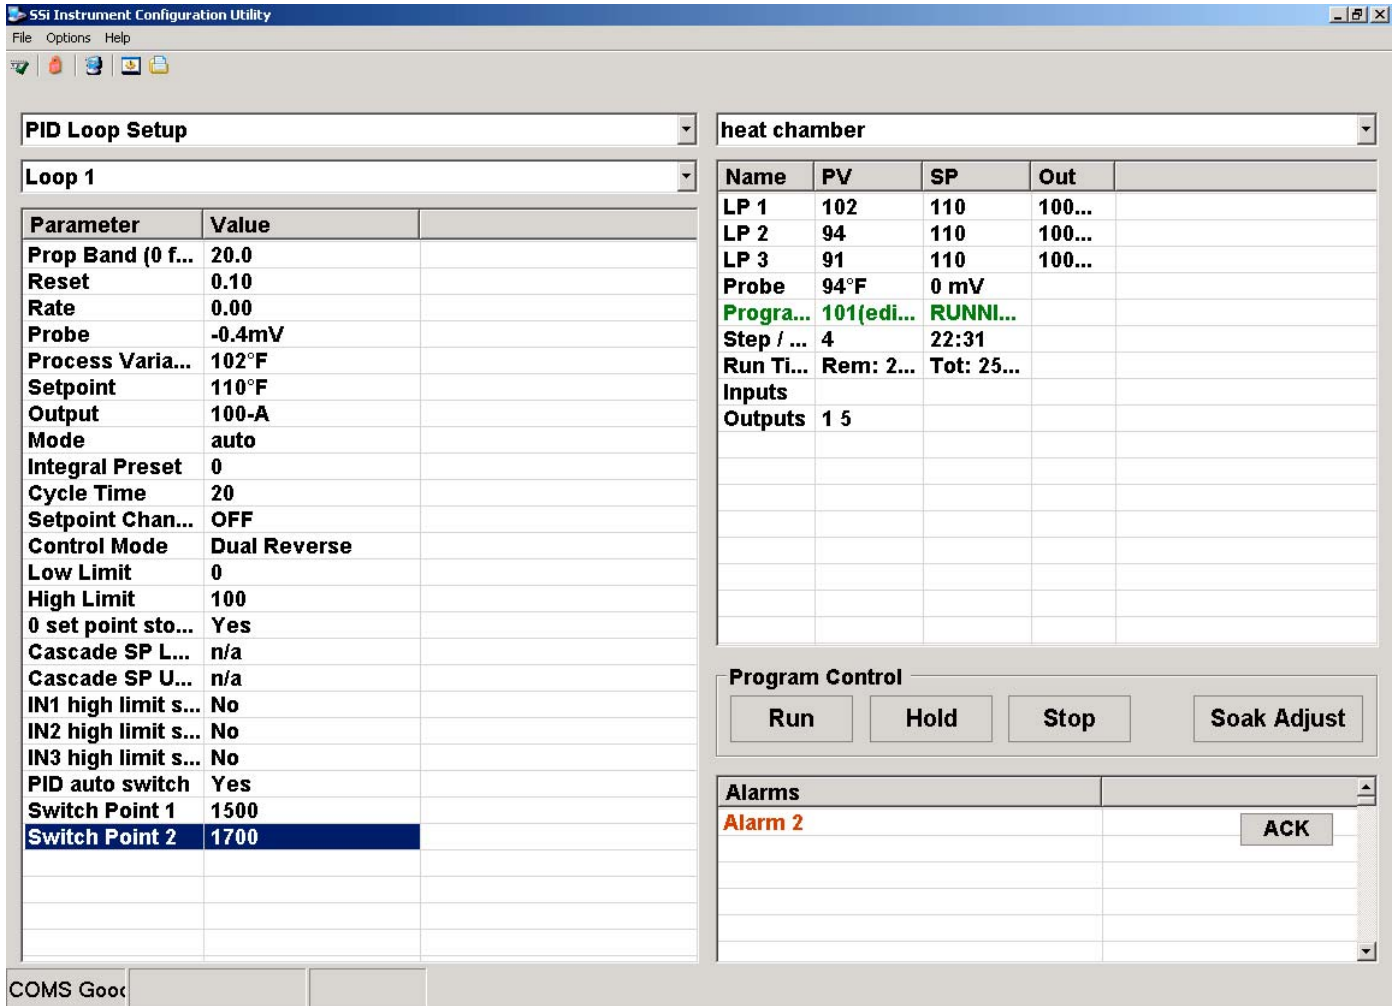 SSi Instrument Configuration Utility
File Options Help
PID Loop Setup
Loop 1
Parameter Value
Prop Band (0 f... 20.0
Reset 0.10
Rate 0.00
Probe -0.4mV
Process Varia... 102°F
Setpoint 110°F
Output 100-A
Mode auto
Integral Preset 0
Cycle Time 20
Setpoint Chan... OFF
Control Mode Dual Reverse
Low Limit 0
High Limit 100
0 set point sto... Yes
Cascade SP L... n/a
Cascade SP U... n/a
IN1 high limit s... No
IN2 high limit s... No
IN3 high limit s... No
PID auto switch Yes
Switch Point 1 1500
Switch Point 2 1700
heat chamber
Name PV SP Out
LP 1 102 110 100...
LP 2 94 110 100...
LP 3 91 110 100...
Probe 94°F 0 mV
Progra... 101(edi... RUNNI...
Step / ... 4 22:31
Run Ti... Rem: 2... Tot: 25...
Inputs
Outputs 1 5
Program Control
Run Hold Stop Soak Adjust
Alarms
Alarm 2 ACK
COMS Good